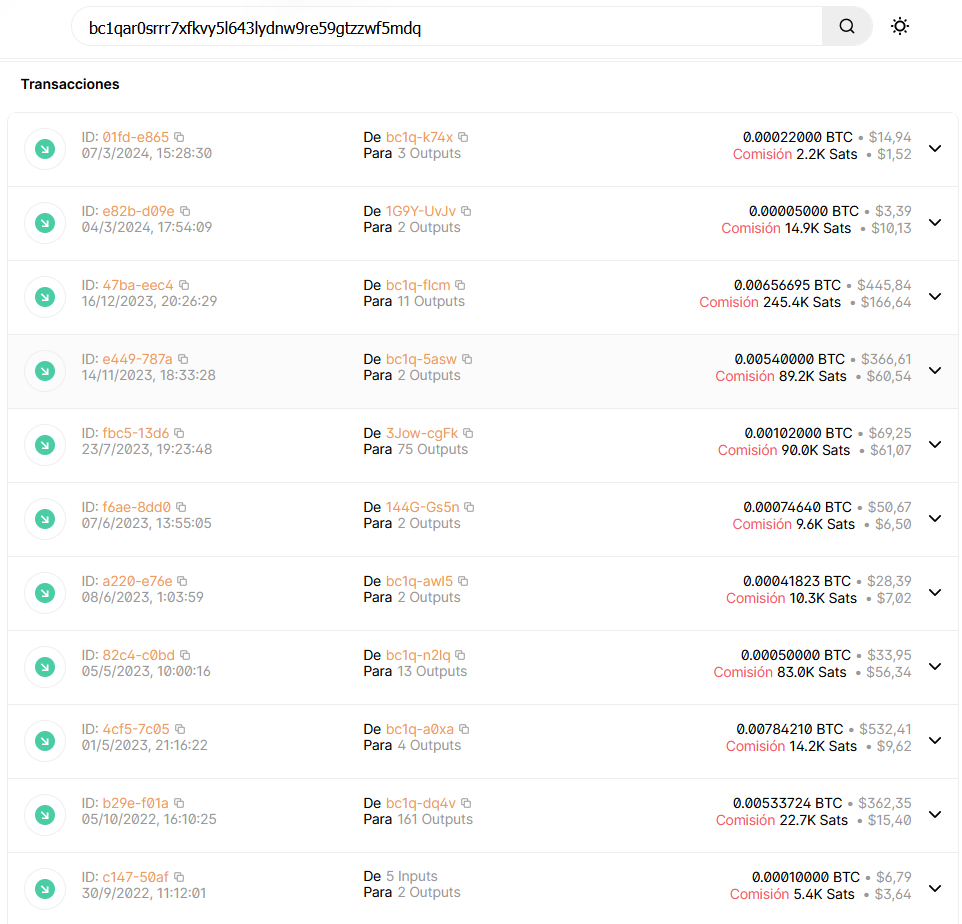 bc1qar0srrr7xfkvy5l643lydnw9re59gtzzwf5mdq
Transacciones
ID: 01fd-e865 De bc1q-k74x 0.00022000 BTC • $14,94
07/3/2024, 15:28:30 Para 3 Outputs Comisión 2.2K Sats • $1,52
ID: e82b-d09e De 1G9Y-UvJv 0.00005000 BTC • $3,39
04/3/2024, 17:54:09 Para 2 Outputs Comisión 14.9K Sats • $10,13
ID: 47ba-eec4 De bc1q-flcm 0.00656695 BTC • $445,84
16/12/2023, 20:26:29 Para 11 Outputs Comisión 245.4K Sats • $166,64
ID: e449-787a De bc1q-5asw 0.00540000 BTC • $366,61
14/11/2023, 18:33:28 Para 2 Outputs Comisión 89.2K Sats • $60,54
ID: fbc5-13d6 De 3Jow-cgFk 0.00102000 BTC • $69,25
23/7/2023, 19:23:48 Para 75 Outputs Comisión 90.0K Sats • $61,07
ID: f6ae-8dd0 De 144G-Gs5n 0.00074640 BTC • $50,67
07/6/2023, 13:55:05 Para 2 Outputs Comisión 9.6K Sats • $6,50
ID: a220-e76e De bc1q-awl5 0.00041823 BTC • $28,39
08/6/2023, 1:03:59 Para 2 Outputs Comisión 10.3K Sats • $7,02
ID: 82c4-c0bd De bc1q-n2lq 0.00050000 BTC • $33,95
05/5/2023, 10:00:16 Para 13 Outputs Comisión 83.0K Sats • $56,34
ID: 4cf5-7c05 De bc1q-a0xa 0.00784210 BTC • $532,41
01/5/2023, 21:16:22 Para 4 Outputs Comisión 14.2K Sats • $9,62
ID: b29e-f01a De bc1q-dq4v 0.00533724 BTC • $362,35
05/10/2022, 16:10:25 Para 161 Outputs Comisión 22.7K Sats • $15,40
ID: c147-50af De 5 Inputs 0.00010000 BTC • $6,79
30/9/2022, 11:12:01 Para 2 Outputs Comisión 5.4K Sats • $3,64